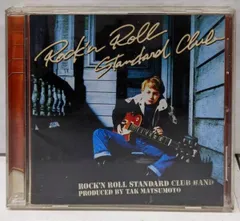 Rock'n Roll
Standard Club
ROCK'N ROLL STANDARD CLUB BAND
PRODUCED BY TAK MATSUMOTO